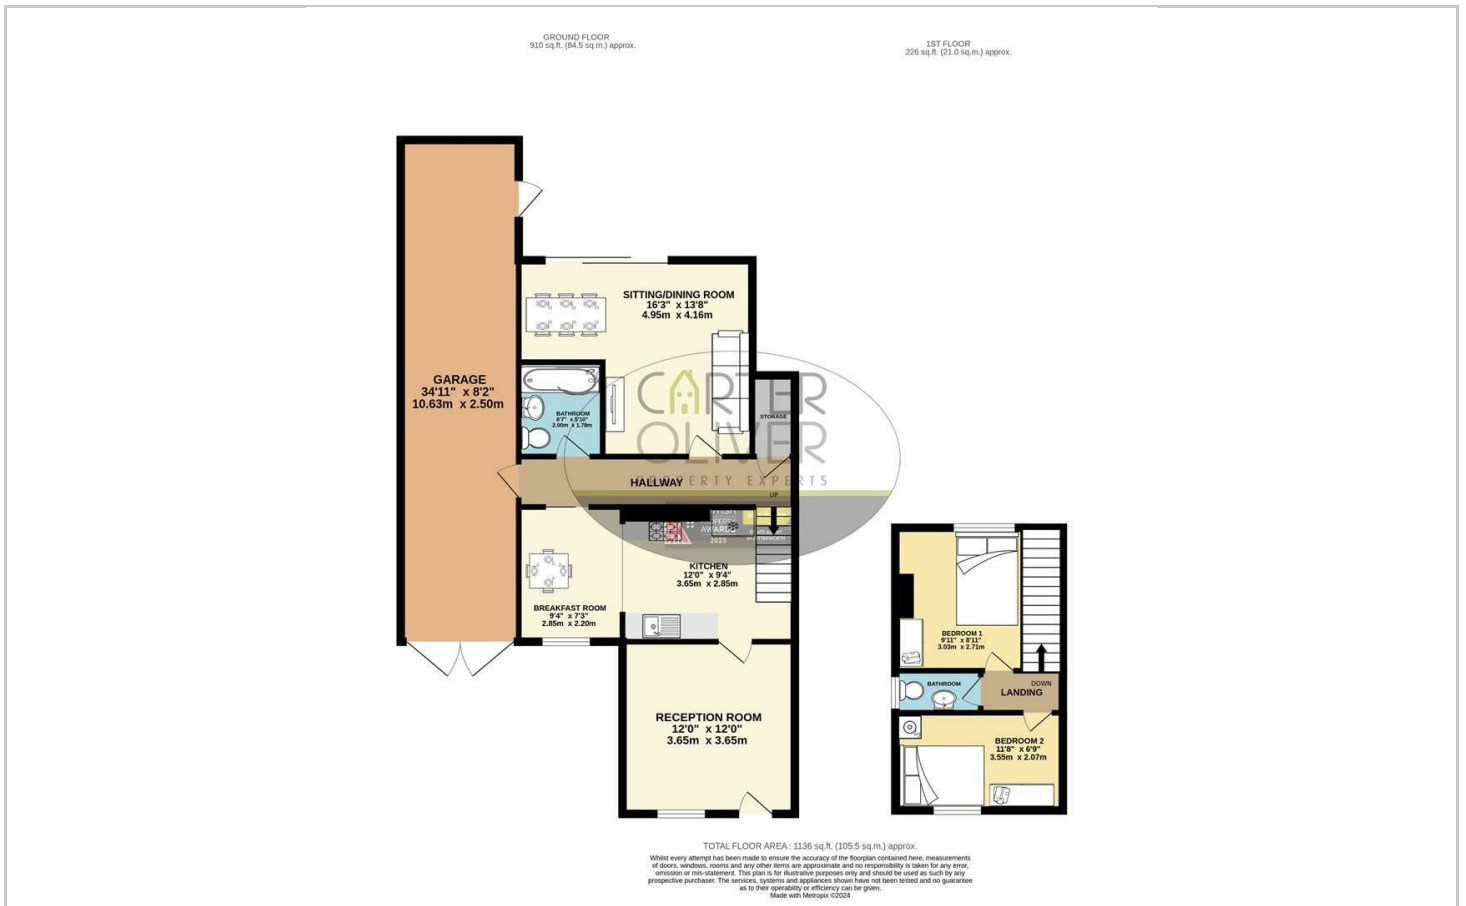 GROUND FLOOR
910 sq.ft. (84.5 sq.m.) approx.
1ST FLOOR
226 sq.ft. (21.0 sq.m.) approx.
SITTING/DINING ROOM
16'3" x 13'8"
4.95m x 4.16m
GARAGE
34'11" x 8'2"
10.63m x 2.50m
BATHROOM
6'7" x 5'10"
2.00m x 1.78m
STORAGE
CARTER
OLIVER
PROPERTY EXPERTS
HALLWAY
UP
PROPERTY
AWARDS
2023
KITCHEN
12'0" x 9'4"
3.65m x 2.85m
BREAKFAST ROOM
9'4" x 7'3"
2.85m x 2.20m
RECEPTION ROOM
12'0" x 12'0"
3.65m x 3.65m
BEDROOM 1
9'11" x 8'11"
3.03m x 2.71m
BATHROOM
DOWN
LANDING
BEDROOM 2
11'8" x 6'9"
3.55m x 2.07m
TOTAL FLOOR AREA : 1136 sq.ft. (105.5 sq.m.) approx.
Whilst every attempt has been made to ensure the accuracy of the floorplan contained here, measurements
of doors, windows, rooms and any other items are approximate and no responsibility is taken for any error,
omission or mis-statement. This plan is for illustrative purposes only and should be used as such by any
prospective purchaser. The services, systems and appliances shown have not been tested and no guarantee
as to their operability or efficiency can be given.
Made with Metropix ©2024